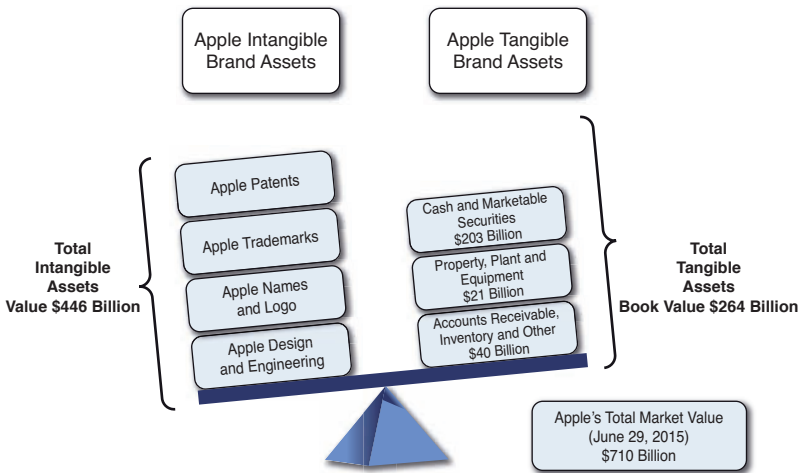 Apple Intangible
Brand Assets
Apple Tangible
Brand Assets
Total
Intangible
Assets
Value $446 Billion
Apple Patents
Apple Trademarks
Apple Names
and Logo
Apple Design
and Engineering
Cash and Marketable
Securities
$203 Billion
Property, Plant and
Equipment
$21 Billion
Accounts Receivable,
Inventory and Other
$40 Billion
Total
Tangible
Assets
Book Value $264 Billion
Apple's Total Market Value
(June 29, 2015)
$710 Billion